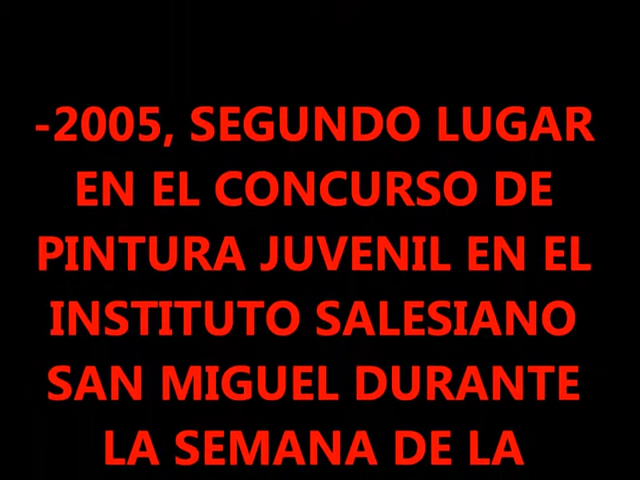 -2005, SEGUNDO LUGAR
EN EL CONCURSO DE
PINTURA JUVENIL EN EL
INSTITUTO SALESIANO
SAN MIGUEL DURANTE
LA SEMANA DE LA